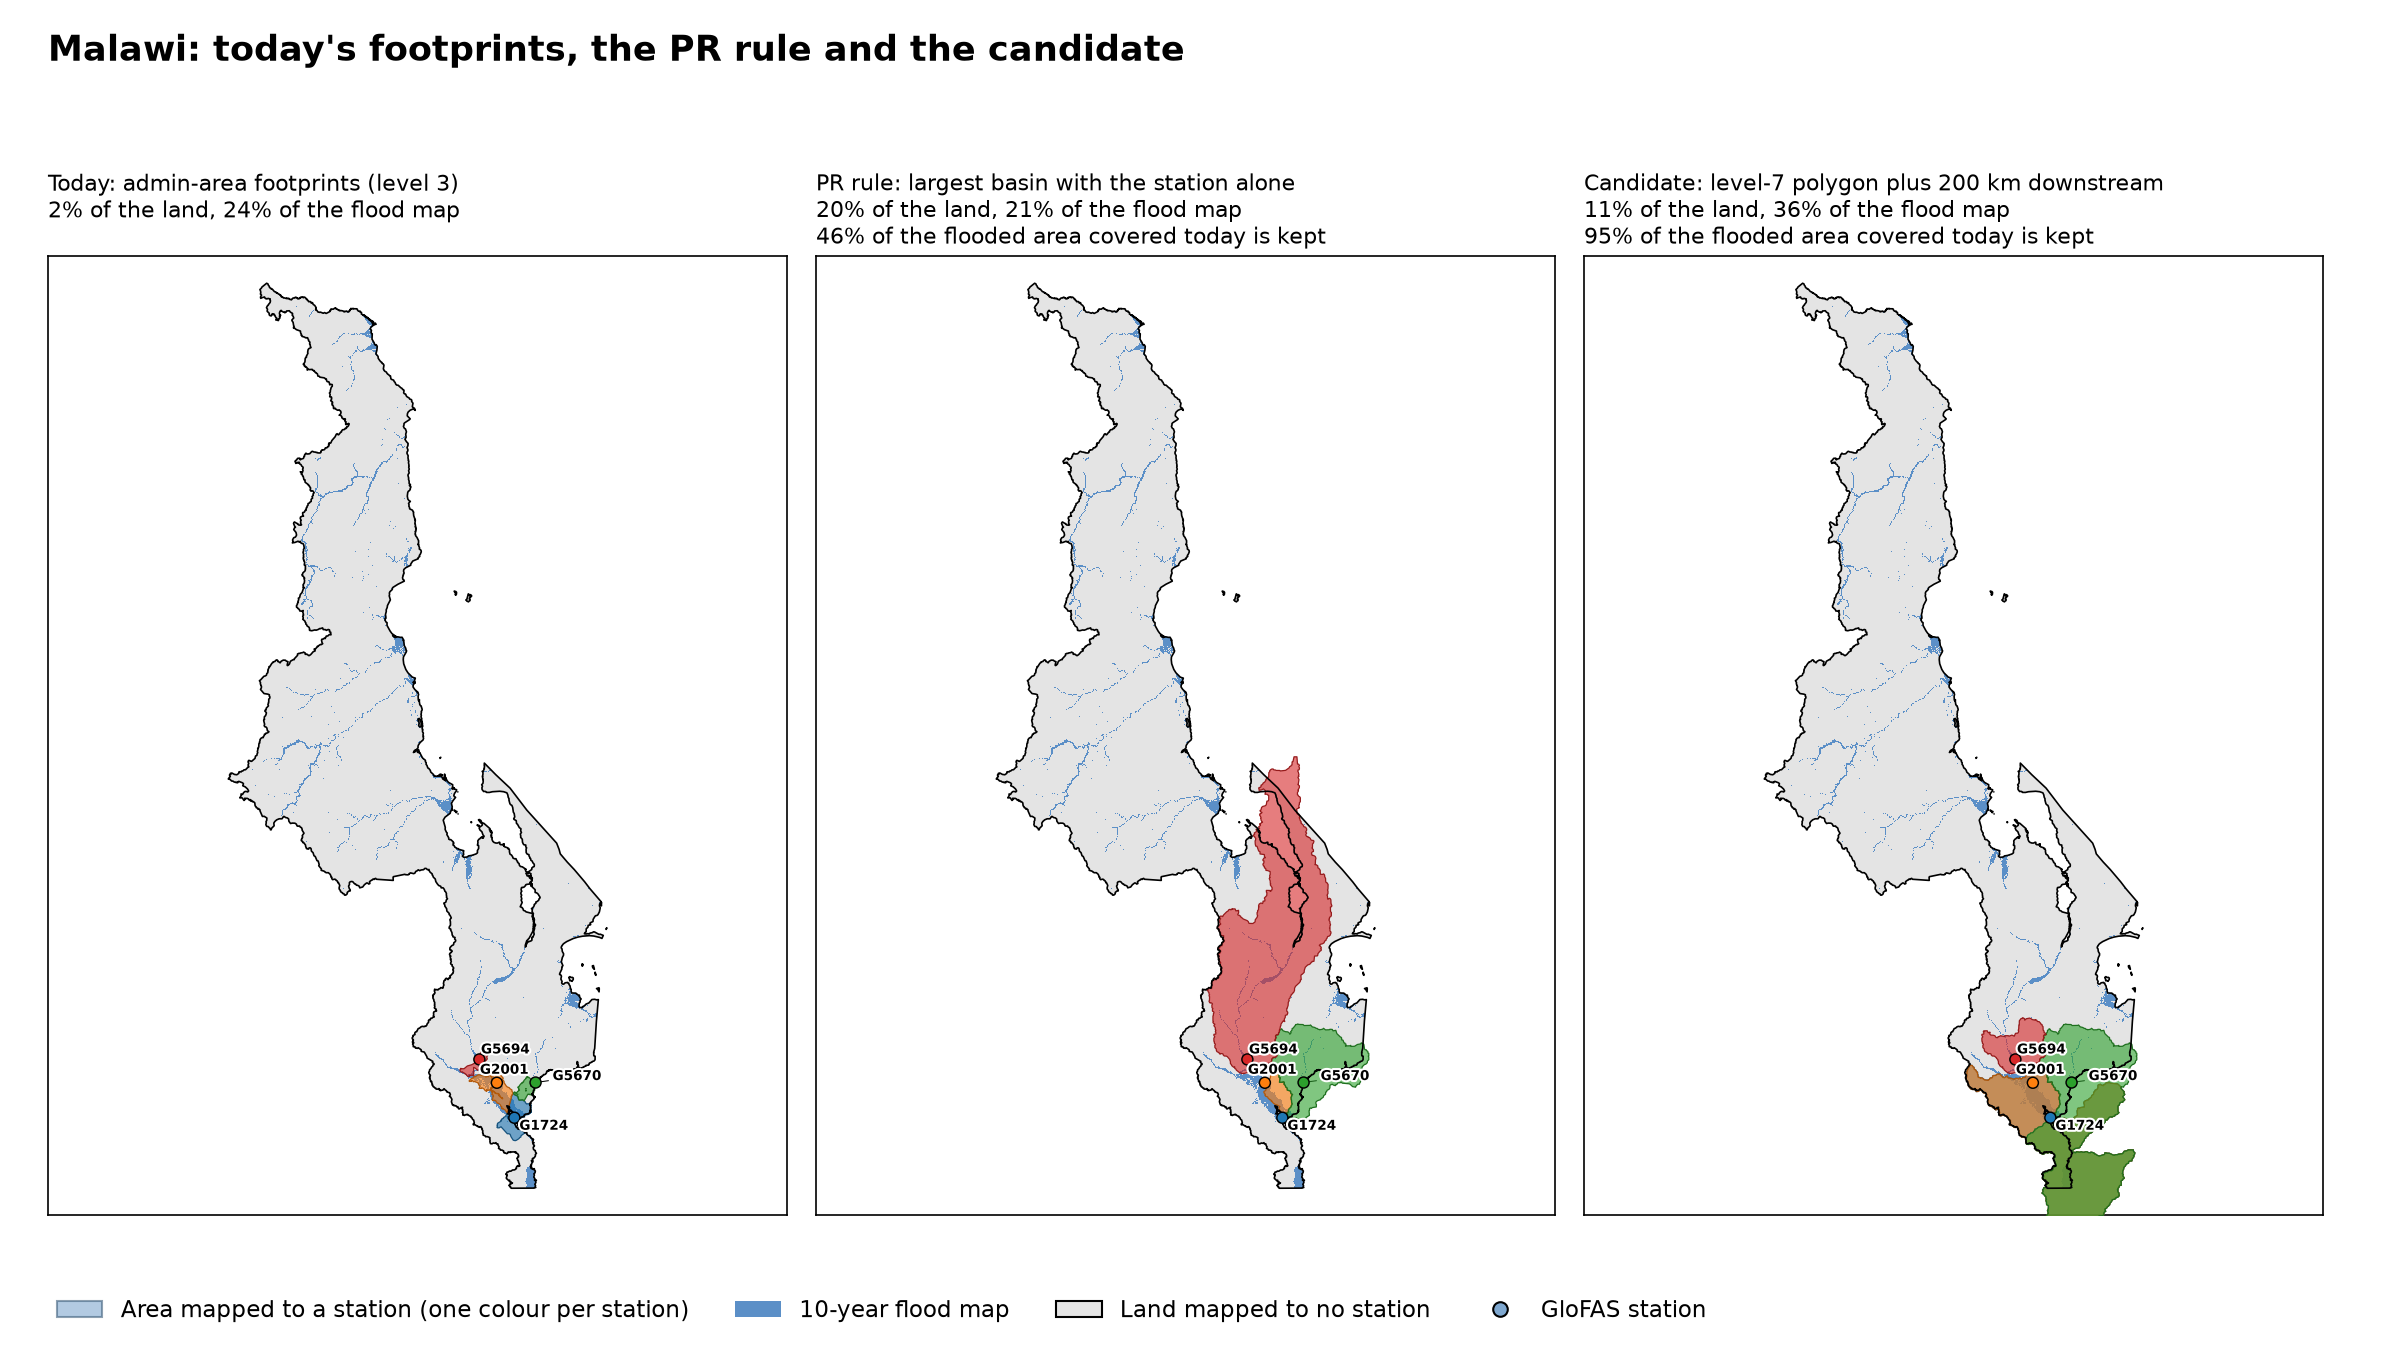 Malawi: today's footprints, the PR rule and the candidate
Today: admin-area footprints (level 3)
2% of the land, 24% of the flood map
PR rule: largest basin with the station alone
20% of the land, 21% of the flood map
46% of the flooded area covered today is kept
Candidate: level-7 polygon plus 200 km downstream
11% of the land, 36% of the flood map
95% of the flooded area covered today is kept
G5694
G2001
G5670
G1724
G5694
G2001
G5670
G1724
G5694
G2001
G5670
G1724
Area mapped to a station (one colour per station)
10-year flood map
Land mapped to no station
GloFAS station